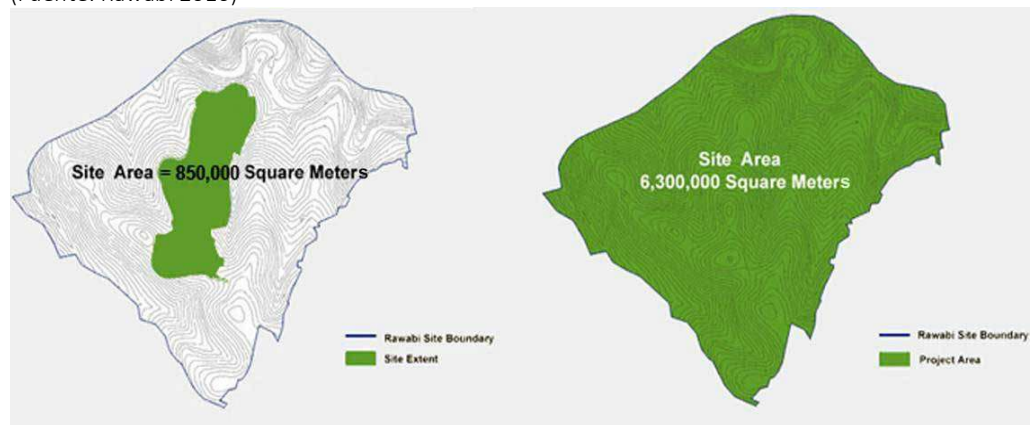 Site Area = 850,000 Square Meters
Rawabi Site Boundary
Site Extent
Site Area
6,300,000 Square Meters
Rawabi Site Boundary
Project Area